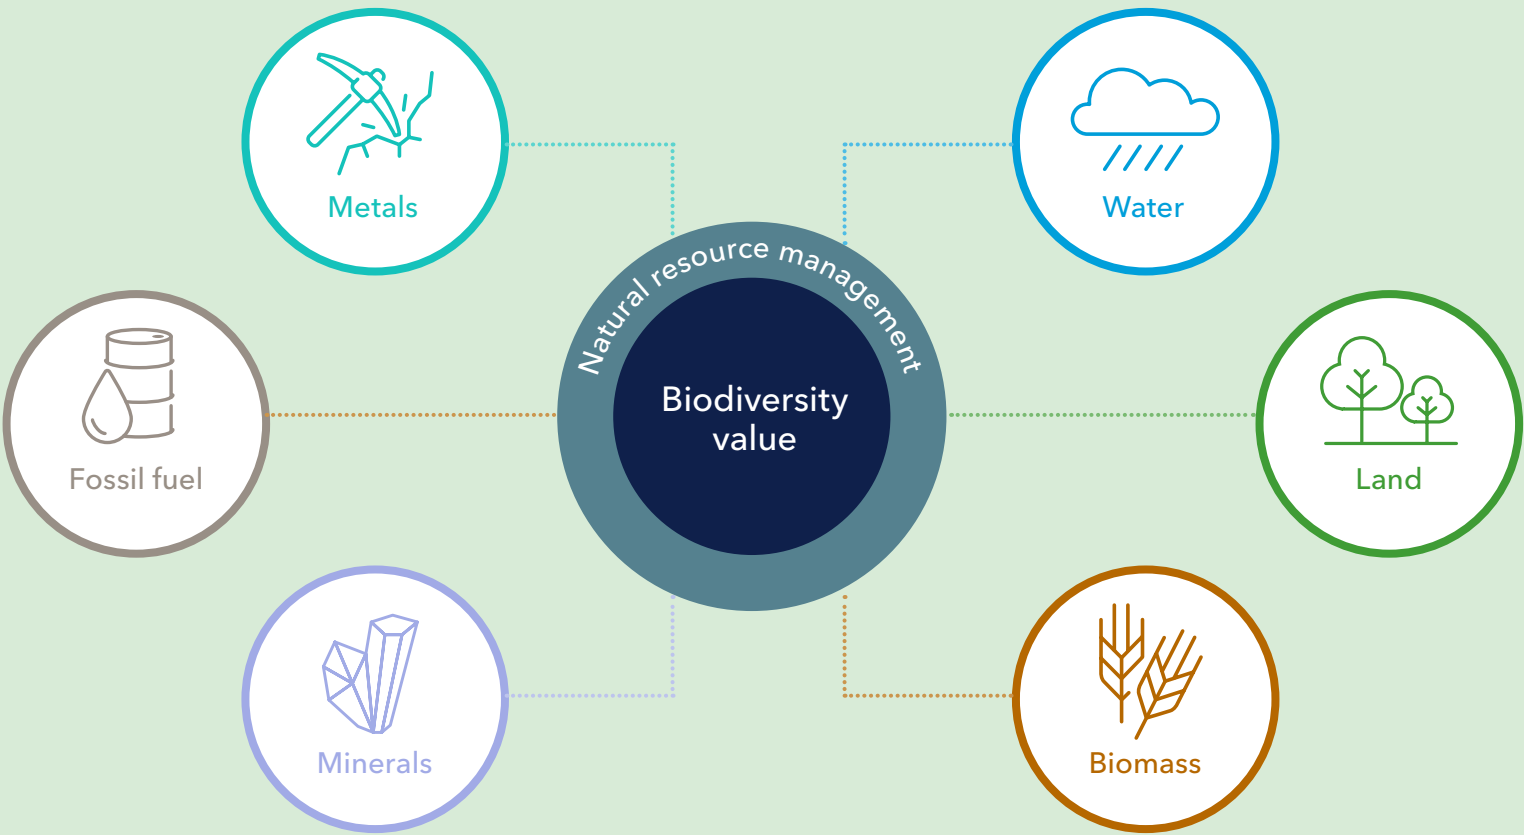 Metals
Water
Natural resource management
Biodiversity
value
Fossil fuel
Land
Minerals
Biomass